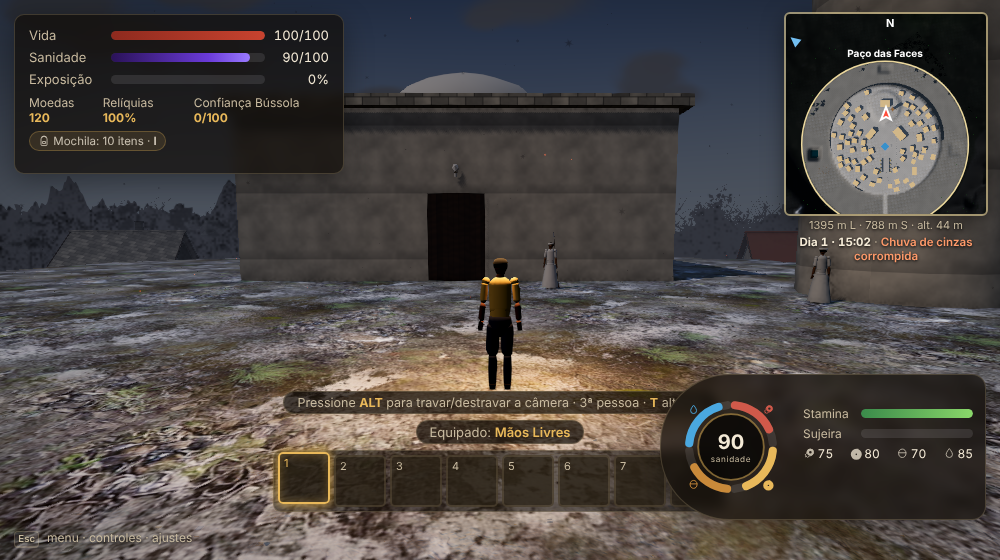 Vida 100/100
Sanidade 90/100
Exposição 0%
Moedas Relíquias Confiança Bússola
120 100% 0/100
Mochila: 10 itens · I
N
Paço das Faces
1395 m L · 788 m S · alt. 44 m
Dia 1 · 15:02 · Chuva de cinzas
corrompida
Pressione ALT para travar/destravar a câmera · 3ª pessoa · T
Equipado: Mãos Livres
1 2 3 4 5 6 7
90
sanidade
Stamina
Sujeira
75 80 70 85
Esc menu · controles · ajustes